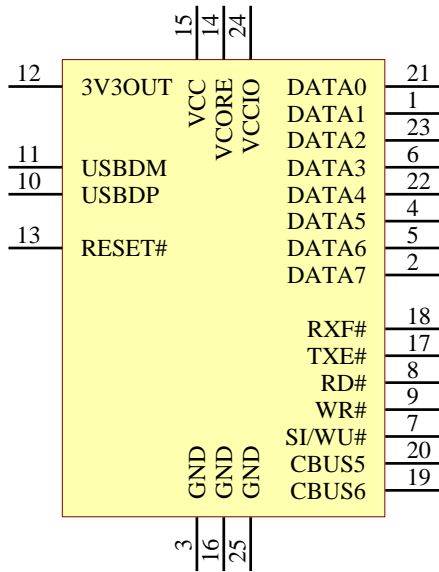 15 14 24
12 3V3OUT VCC VCORE VCCIO DATA0 21
DATA1 1
DATA2 23
11 USBDM DATA3 6
10 USBDP DATA4 22
DATA5 4
13 RESET# DATA6 5
DATA7 2
RXF# 18
TXE# 17
RD# 8
WR# 9
SI/WU# 7
CBUS5 20
CBUS6 19
GND GND GND
3 16 25